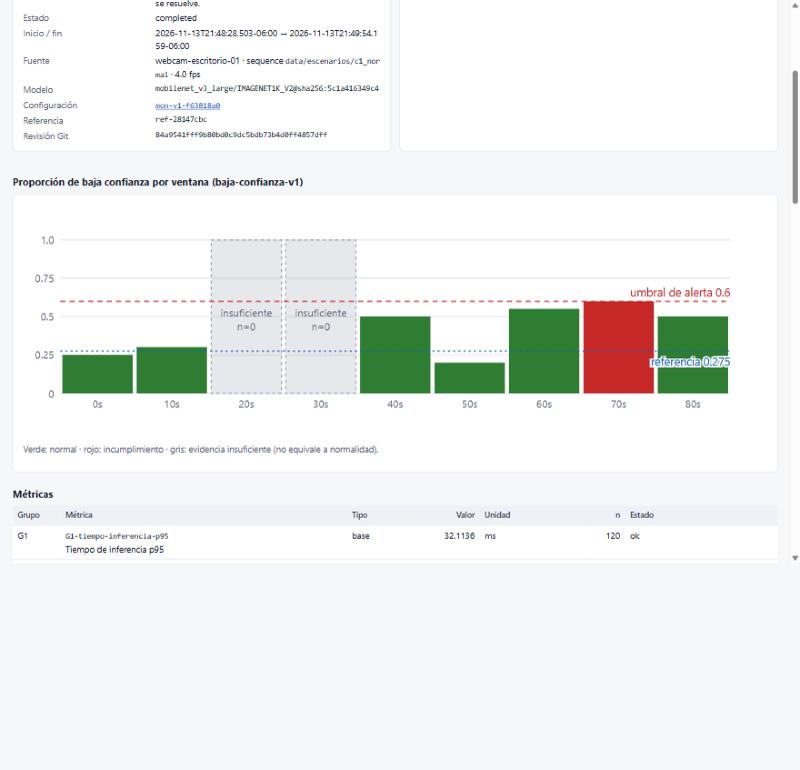 se resuelve.
Estado completed
Inicio / fin 2026-11-13T21:48:28.503-06:00 — 2026-11-13T21:49:54.1
59-06:00
Fuente webcam-escritorio-01 · sequence data/escenarios/c1_nor
mal · 4.0 fps
Modelo mobilenet_v3_large/IMAGENET1K_V2@sha256:5c1a416349c4
Configuración mon-v1-f63818a0
Referencia ref-28147cbc
Revisión Git 84a9541fff9b80bd0c9dc5bdb73b4d0ff4857dff
Proporción de baja confianza por ventana (baja-confianza-v1)
1.0
0.75
0.5
0.25
0
insuficiente
n=0
insuficiente
n=0
umbral de alerta 0.6
referencia 0.275
0s 10s 20s 30s 40s 50s 60s 70s 80s
Verde: normal · rojo: incumplimiento · gris: evidencia insuficiente (no equivale a normalidad).
Métricas
Grupo Métrica Tipo Valor Unidad n Estado
G1 G1-tiempo-inferencia-p95 base 32.1136 ms 120 ok
Tiempo de inferencia p95